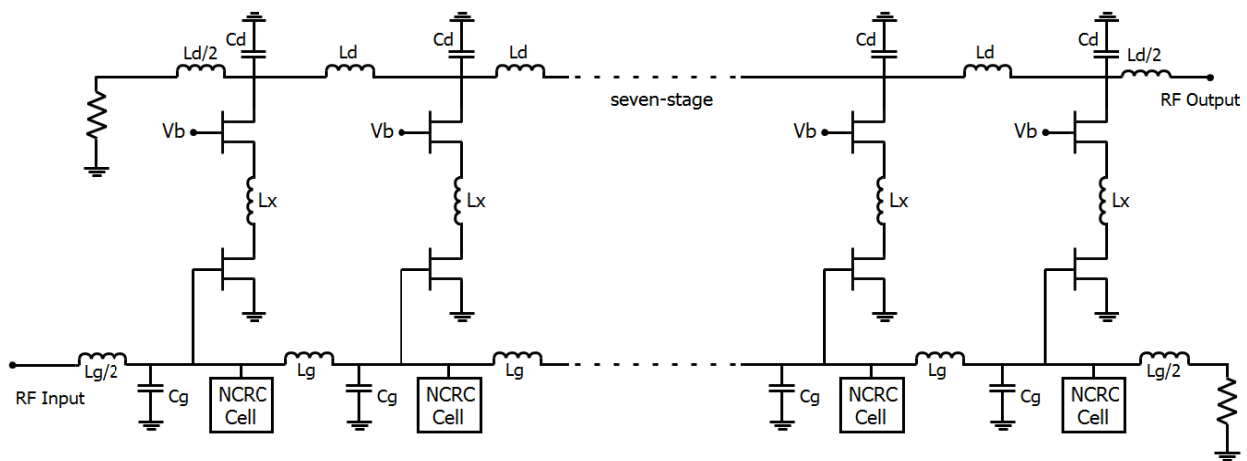 Cd
Cd
Cd
Cd
Ld/2
Ld
Ld
Ld
Ld/2
seven-stage
RF Output
Vb
Vb
Vb
Vb
Lx
Lx
Lx
Lx
Lg/2
Lg
Lg
Lg
Lg/2
RF Input
Cg
NCRC
Cell
Cg
NCRC
Cell
Cg
NCRC
Cell
Cg
NCRC
Cell